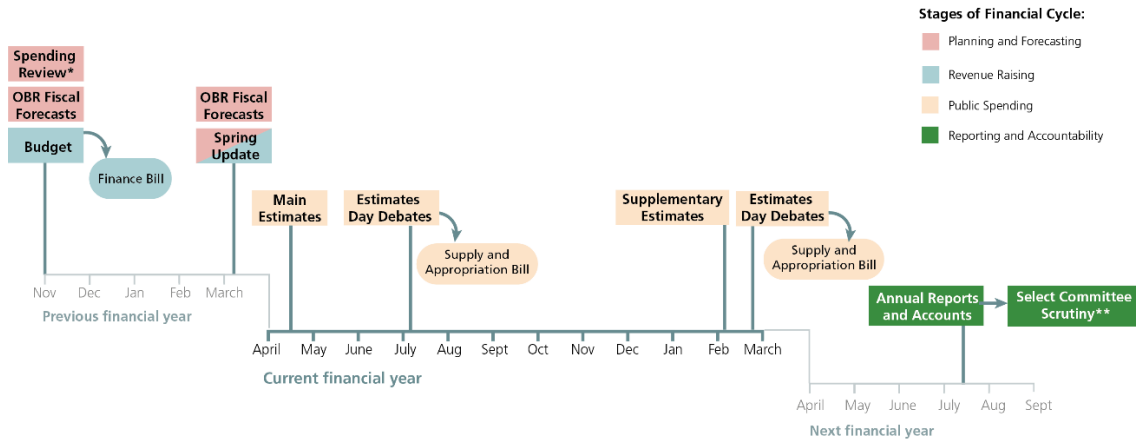 Stages of Financial Cycle:
Planning and Forecasting
Revenue Raising
Public Spending
Reporting and Accountability
Spending
Review*
OBR Fiscal
Forecasts
Budget
Finance Bill
OBR Fiscal
Forecasts
Spring
Update
Main
Estimates
Estimates
Day Debates
Supply and
Appropriation Bill
Supplementary
Estimates
Estimates
Day Debates
Supply and
Appropriation Bill
Annual Reports
and Accounts
Select Committee
Scrutiny**
Nov Dec Jan Feb March
Previous financial year
April May June July Aug Sept Oct Nov Dec Jan Feb March
Current financial year
April May June July Aug Sept
Next financial year